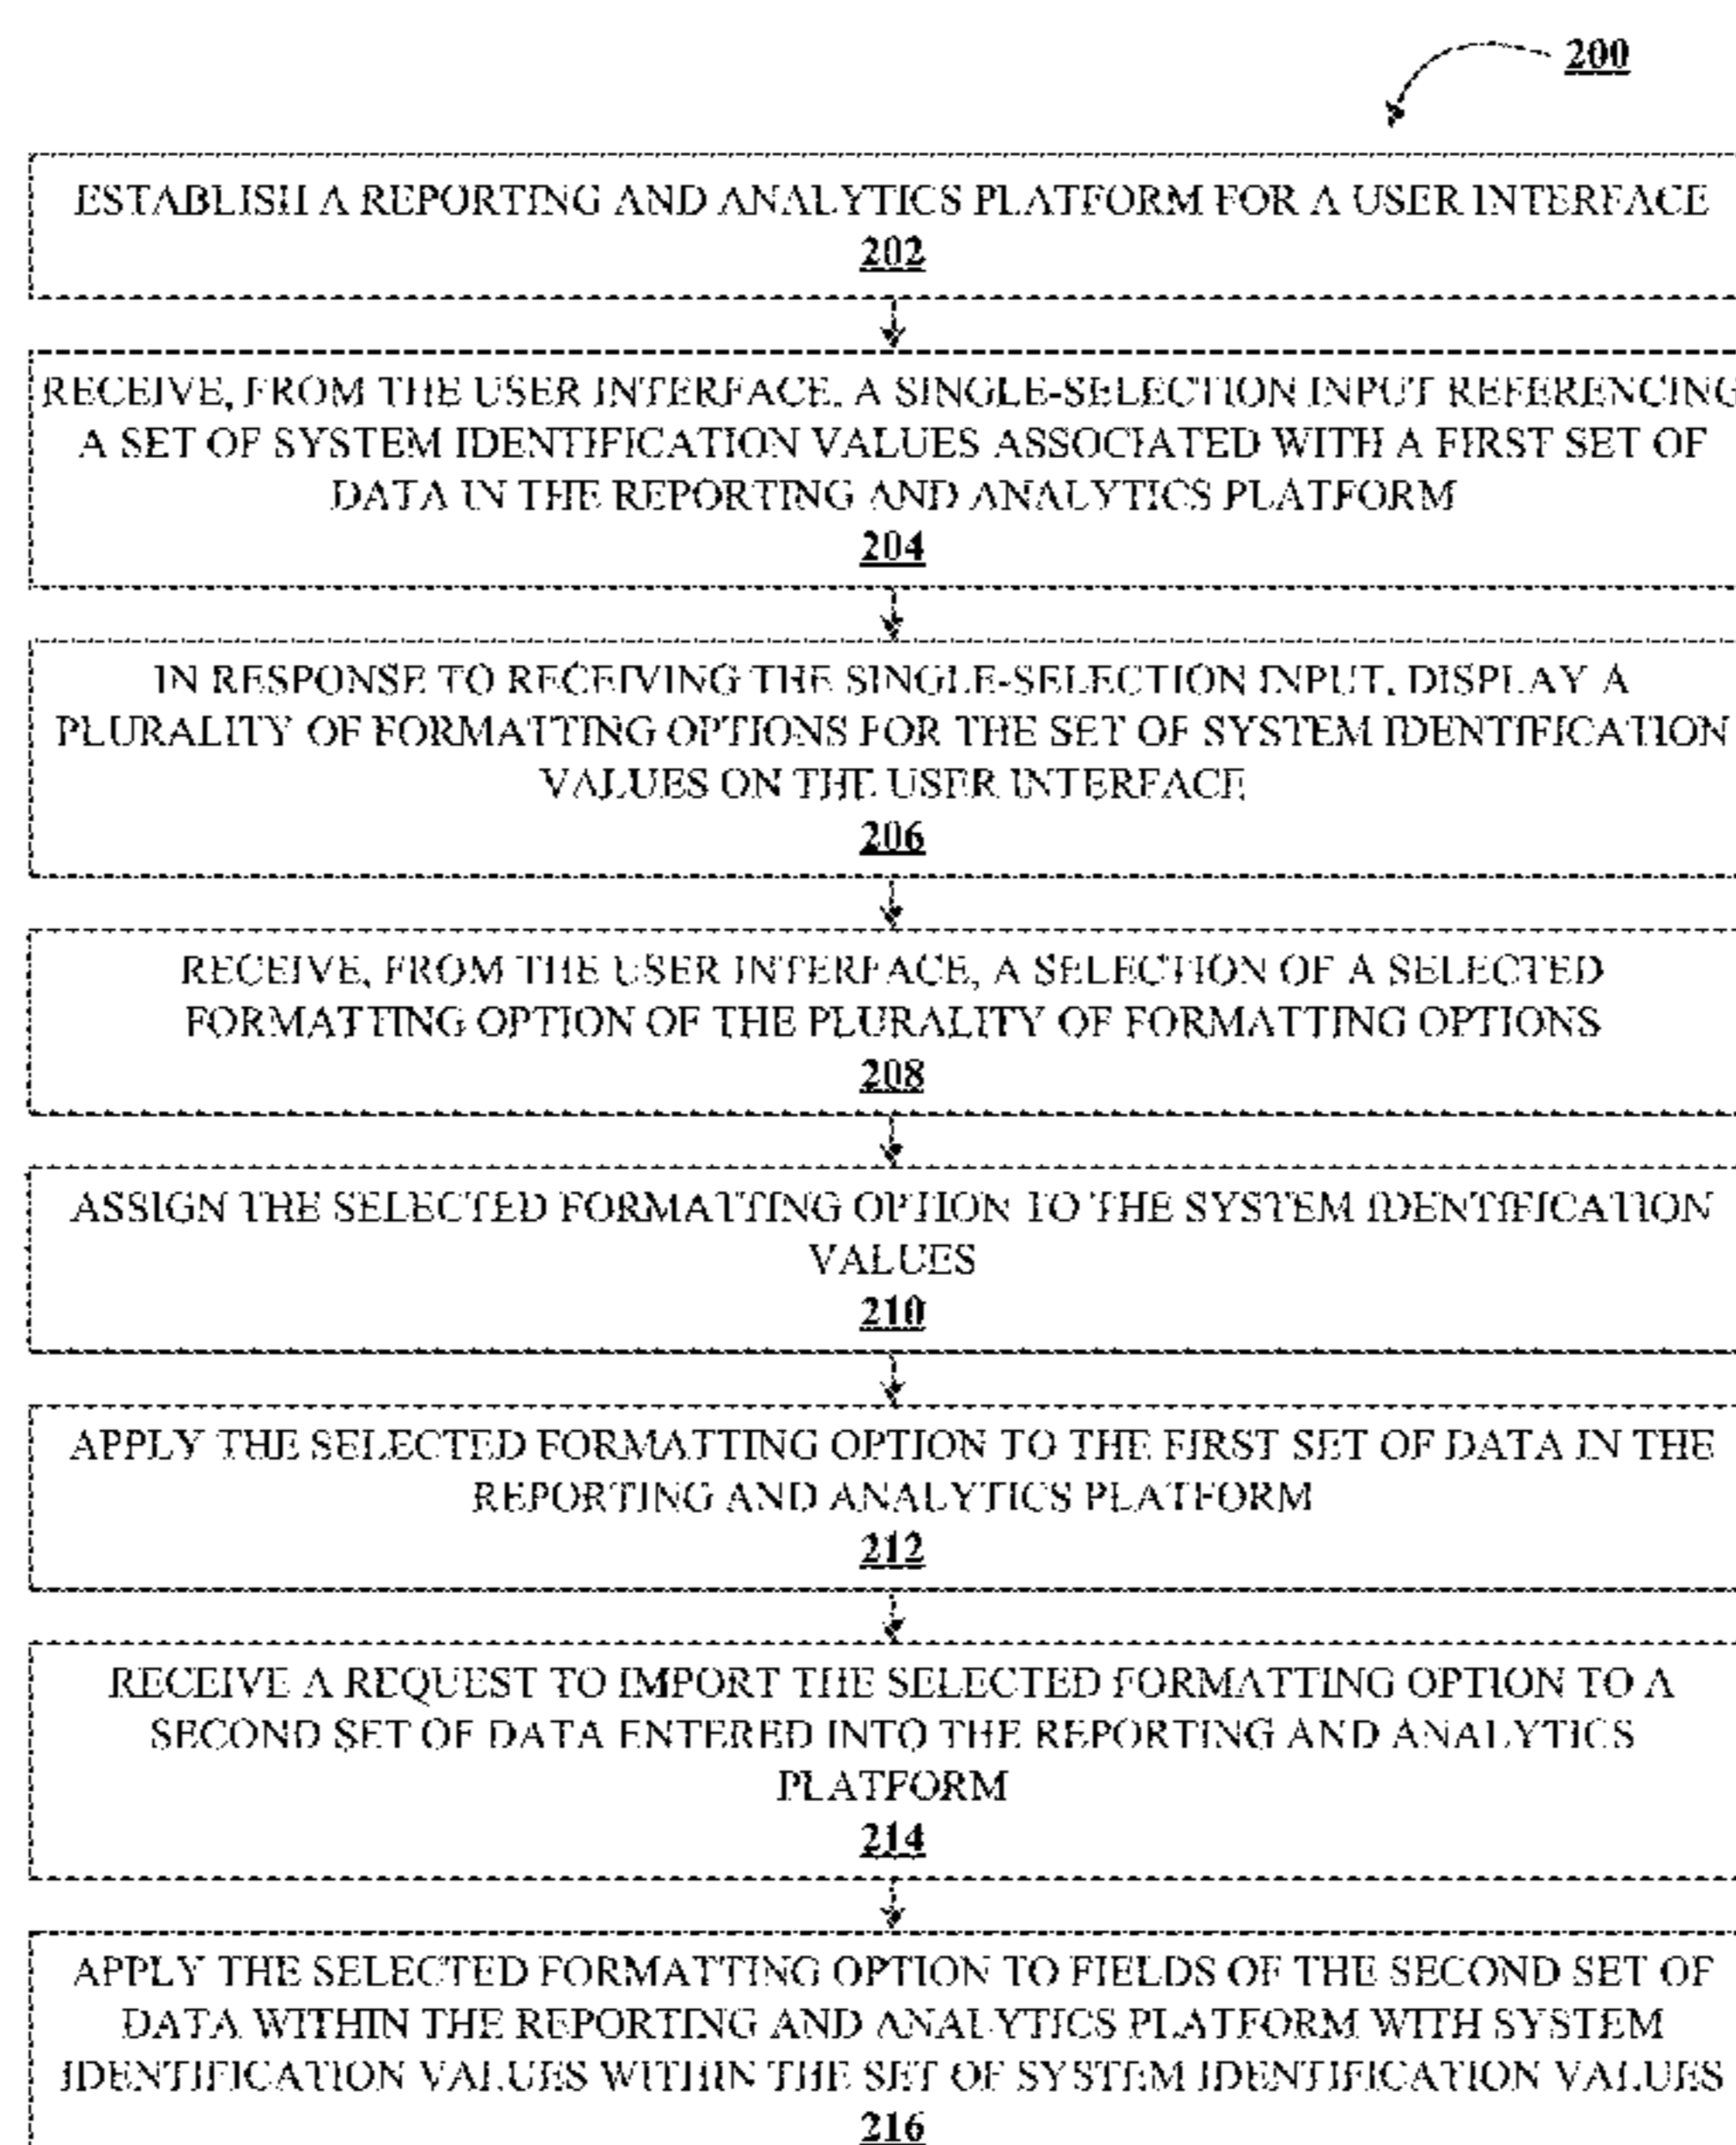 200
ESTABLISH A REPORTING AND ANALYTICS PLATFORM FOR A USER INTERFACE
202
RECEIVE, FROM THE USER INTERFACE, A SINGLE-SELECTION INPUT REFERENCING
A SET OF SYSTEM IDENTIFICATION VALUES ASSOCIATED WITH A FIRST SET OF
DATA IN THE REPORTING AND ANALYTICS PLATFORM
204
IN RESPONSE TO RECEIVING THE SINGLE-SELECTION INPUT, DISPLAY A
PLURALITY OF FORMATTING OPTIONS FOR THE SET OF SYSTEM IDENTIFICATION
VALUES ON THE USER INTERFACE
206
RECEIVE, FROM THE USER INTERFACE, A SELECTION OF A SELECTED
FORMATTING OPTION OF THE PLURALITY OF FORMATTING OPTIONS
208
ASSIGN THE SELECTED FORMATTING OPTION TO THE SYSTEM IDENTIFICATION
VALUES
210
APPLY THE SELECTED FORMATTING OPTION TO THE FIRST SET OF DATA IN THE
REPORTING AND ANALYTICS PLATFORM
212
RECEIVE A REQUEST TO IMPORT THE SELECTED FORMATTING OPTION TO A
SECOND SET OF DATA ENTERED INTO THE REPORTING AND ANALYTICS
PLATFORM
214
APPLY THE SELECTED FORMATTING OPTION TO FIELDS OF THE SECOND SET OF
DATA WITHIN THE REPORTING AND ANALYTICS PLATFORM WITH SYSTEM
IDENTIFICATION VALUES WITHIN THE SET OF SYSTEM IDENTIFICATION VALUES
216